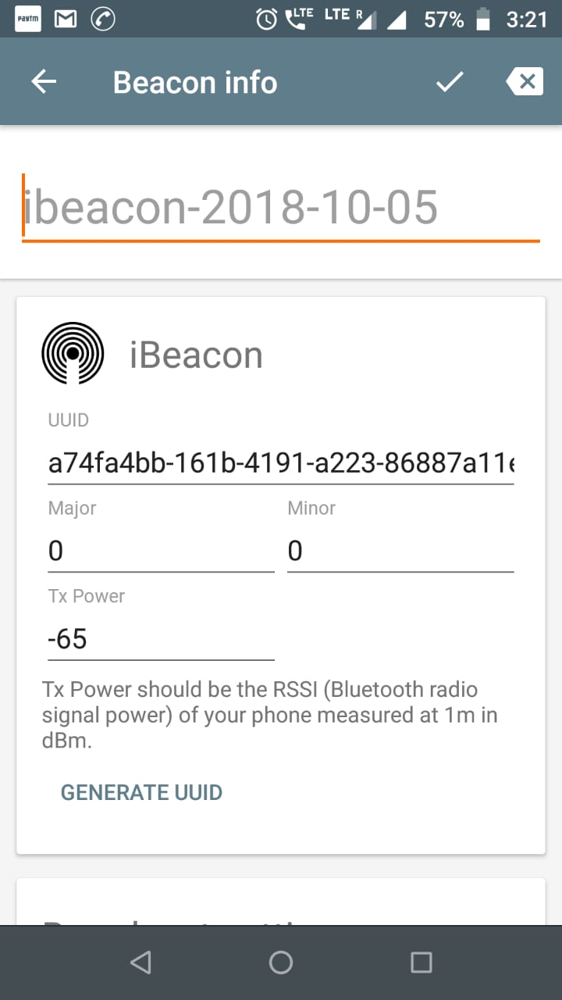 paytm LTE LTE R 57% 3:21
Beacon info
ibeacon-2018-10-05
iBeacon
UUID
a74fa4bb-161b-4191-a223-86887a11
Major Minor
0 0
Tx Power
-65
Tx Power should be the RSSI (Bluetooth radio
signal power) of your phone measured at 1m in
dBm.
GENERATE UUID